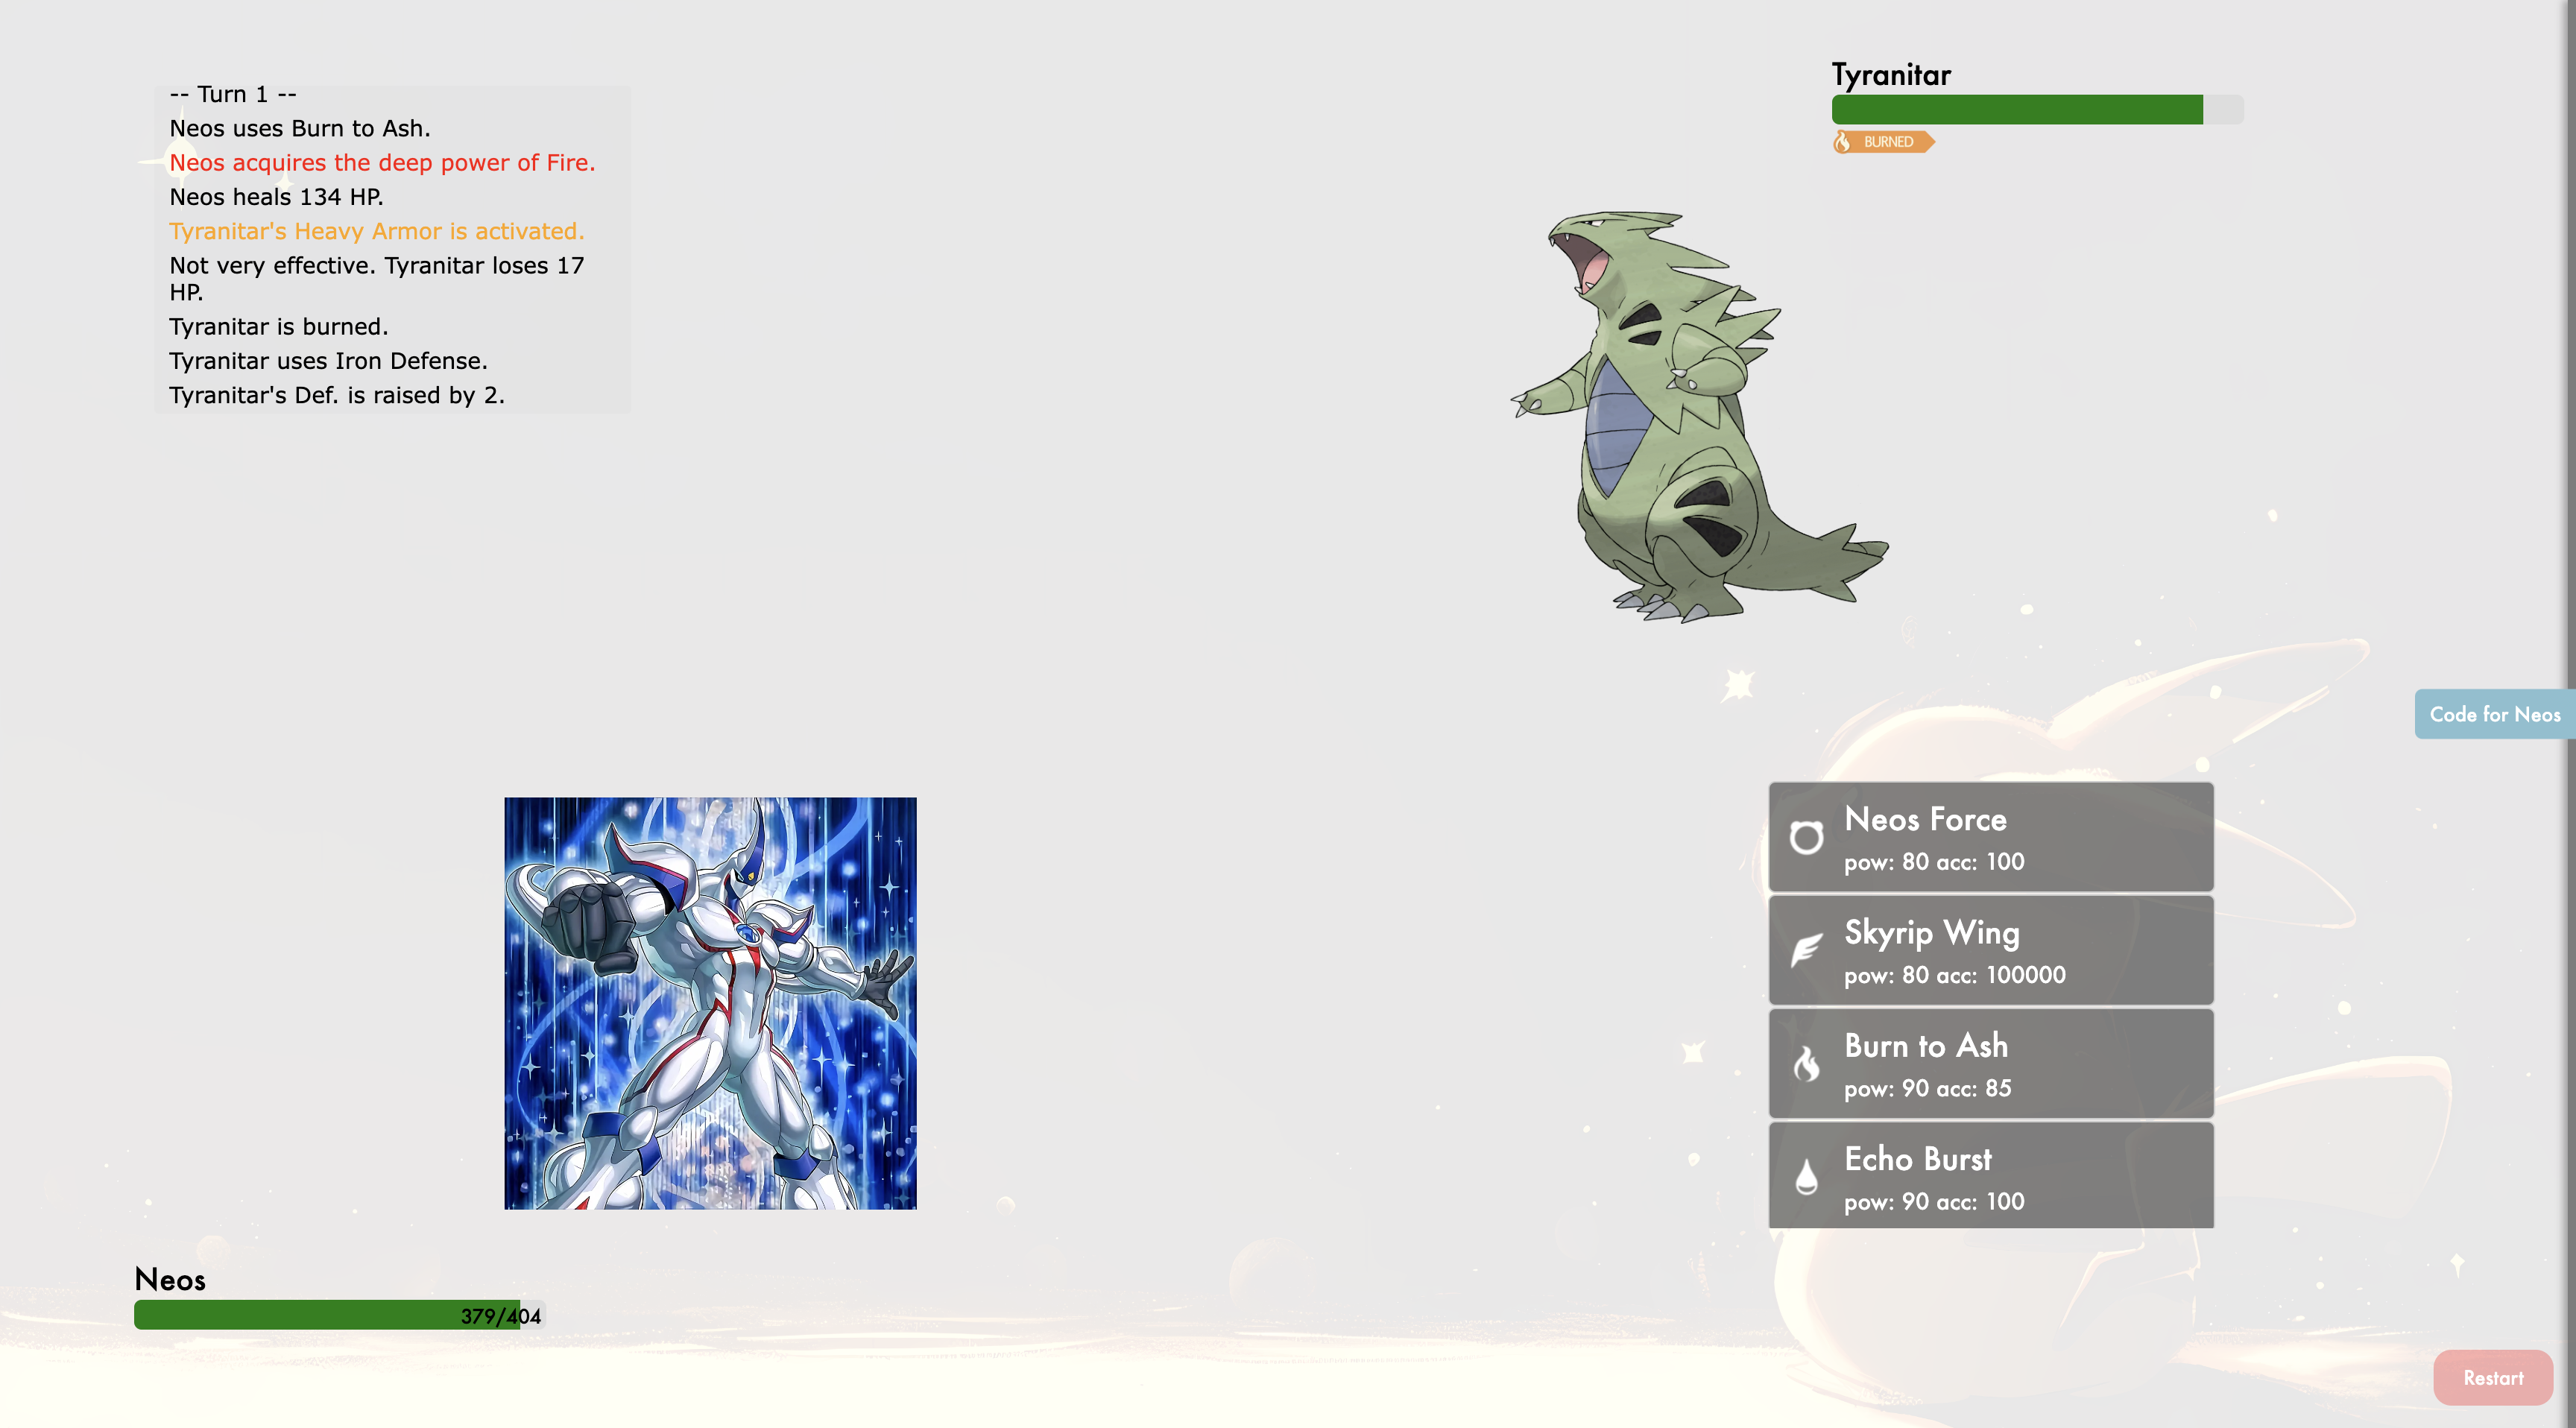 -- Turn 1 --
Neos uses Burn to Ash.
Neos acquires the deep power of Fire.
Neos heals 134 HP.
Tyranitar's Heavy Armor is activated.
Not very effective. Tyranitar loses 17
HP.
Tyranitar is burned.
Tyranitar uses Iron Defense.
Tyranitar's Def. is raised by 2.
Tyranitar
BURNED
Code for Neos
Neos Force
pow: 80 acc: 100
Skyrip Wing
pow: 80 acc: 100000
Burn to Ash
pow: 90 acc: 85
Echo Burst
pow: 90 acc: 100
Neos
379/404
Restart